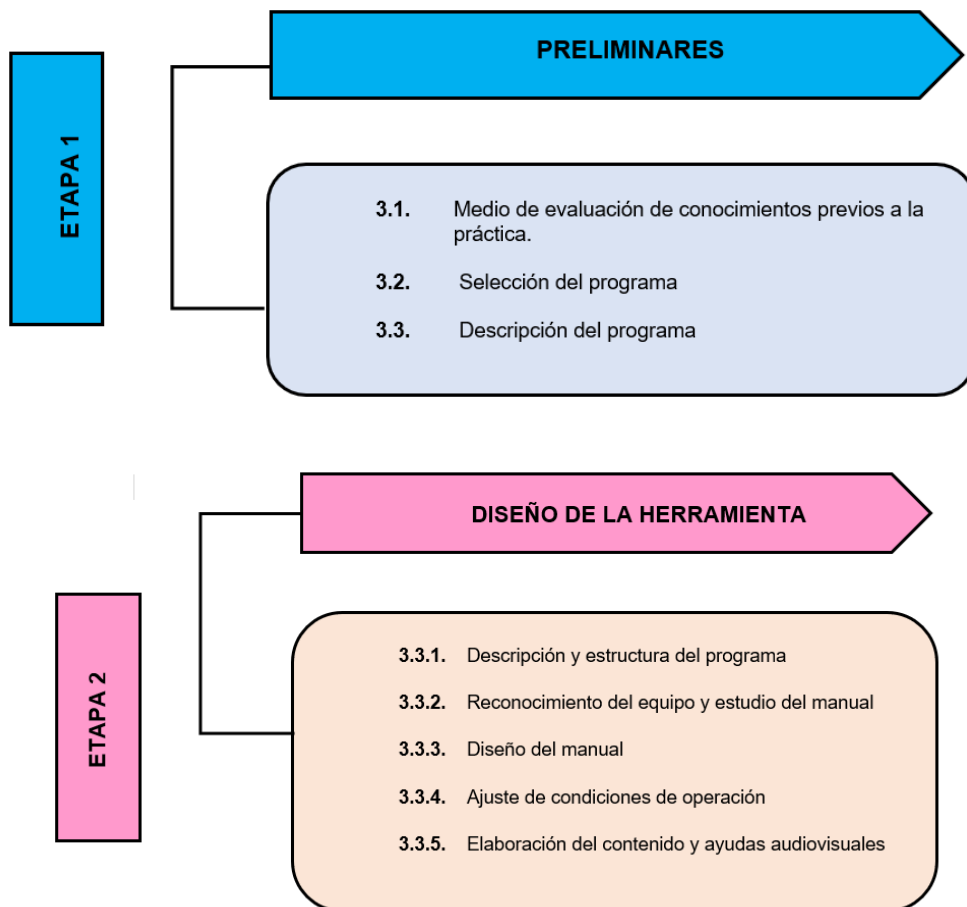 PRELIMINARES
ETAPA 1
3.1. Medio de evaluación de conocimientos previos a la
práctica.
3.2. Selección del programa
3.3. Descripción del programa
DISEÑO DE LA HERRAMIENTA
ETAPA 2
3.3.1. Descripción y estructura del programa
3.3.2. Reconocimiento del equipo y estudio del manual
3.3.3. Diseño del manual
3.3.4. Ajuste de condiciones de operación
3.3.5. Elaboración del contenido y ayudas audiovisuales